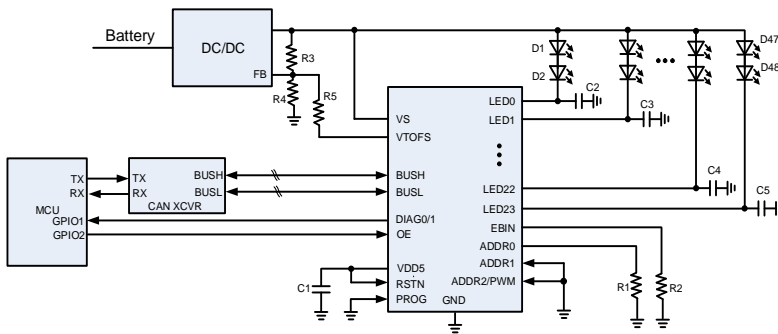 Battery
DC/DC
FB
R3
R4
R5
D1
D2
D47
D48
C2
C3
C4
C5
VS
VTOFS
BUSH
BUSL
DIAG0/1
OE
VDD5
RSTN
PROG
GND
LED0
LED1
LED22
LED23
EBIN
ADDR0
ADDR1
ADDR2/PWM
MCU
TX
RX
GPIO1
GPIO2
TX
RX
BUSH
BUSL
CAN XCVR
C1
R1
R2